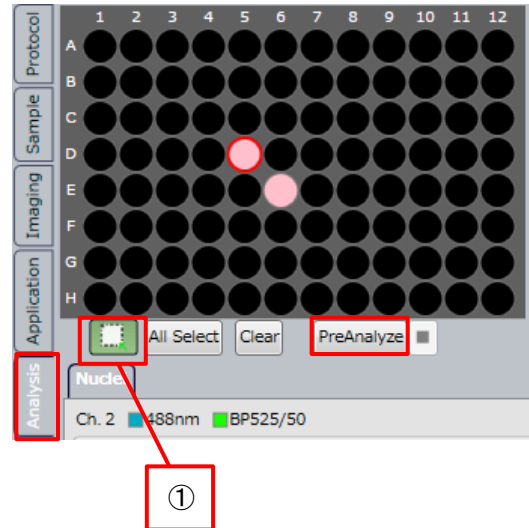 Protocol
Sample
Imaging
Application
Analysis
1 2 3 4 5 6 7 8 9 10 11 12
A
B
C
D
E
F
G
H
All Select Clear PreAnalyze
Nuclei
Ch. 2 488nm BP525/50
①